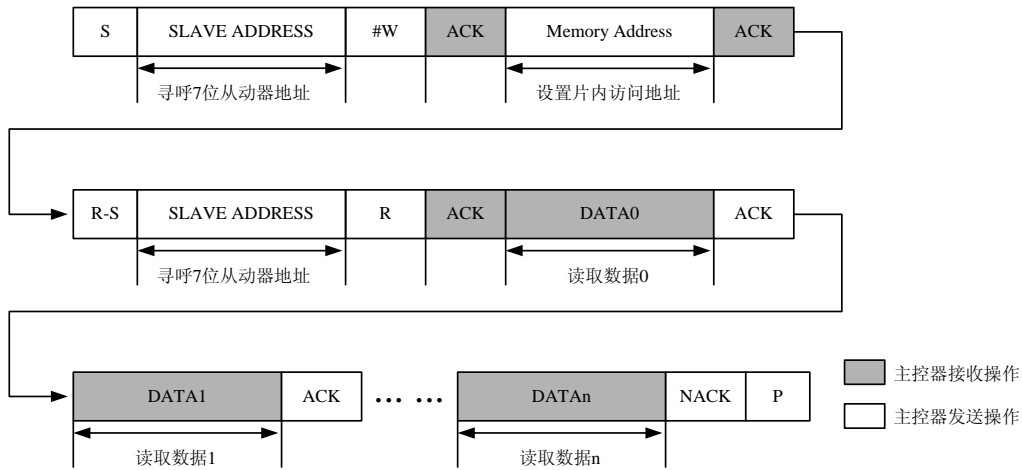 S SLAVE ADDRESS #W ACK Memory Address ACK
寻呼7位从动器地址 设置片内访问地址
R-S SLAVE ADDRESS R ACK DATA0 ACK
寻呼7位从动器地址 读取数据0
DATA1 ACK ... ... DATAn NACK P
读取数据1 读取数据n
主控器接收操作
主控器发送操作